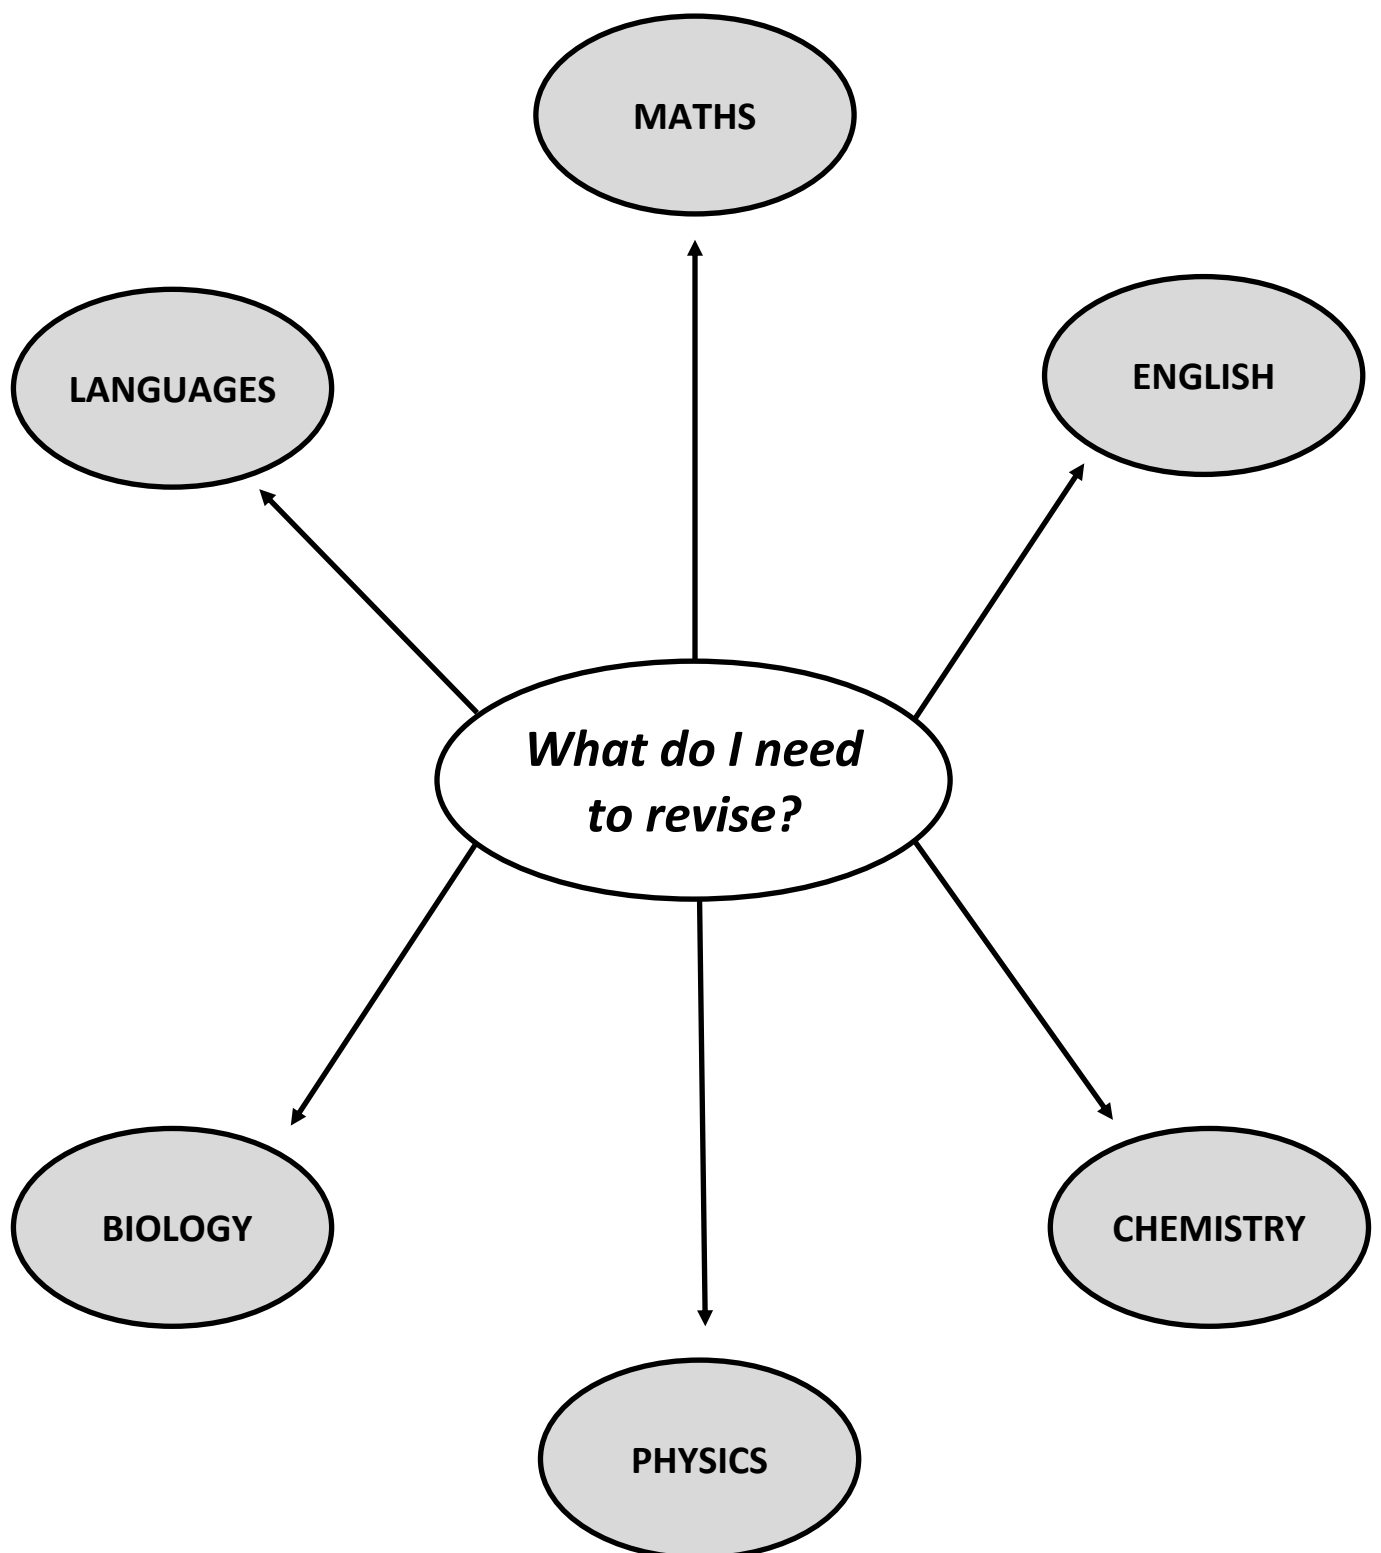 MATHS
LANGUAGES
ENGLISH
What do I need
to revise?
BIOLOGY
CHEMISTRY
PHYSICS